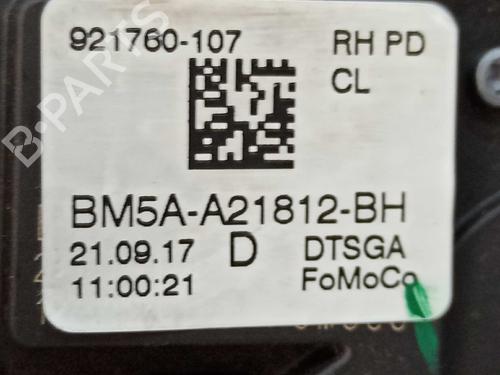 921760-107 RH PD
CL
BM5A-A21812-BH
21.09.17 D DTSGA
11:00:21 FoMoCo
B-PARTS